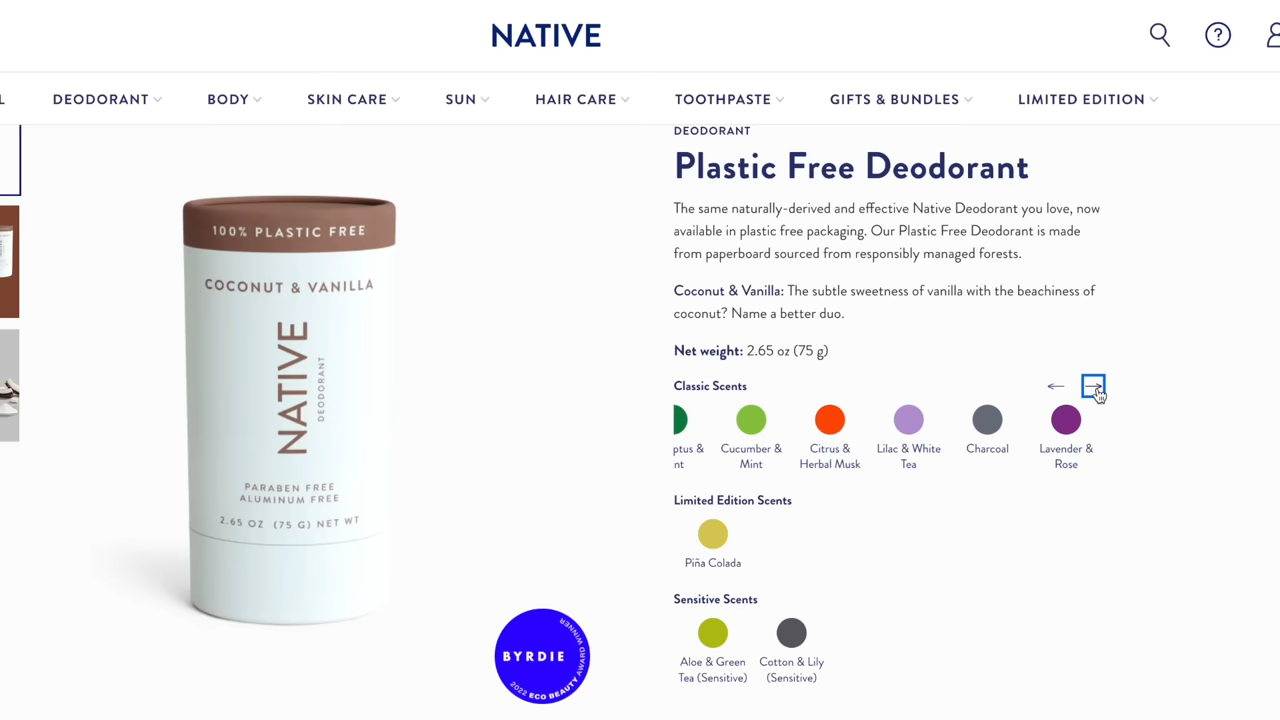 NATIVE
?
L
DEODORANT
BODY
SKIN CARE
SUN
HAIR CARE
TOOTHPASTE
GIFTS & BUNDLES
LIMITED EDITION
DEODORANT
Plastic Free Deodorant
The same naturally-derived and effective Native Deodorant you love, now
available in plastic free packaging. Our Plastic Free Deodorant is made
from paperboard sourced from responsibly managed forests.
Coconut & Vanilla: The subtle sweetness of vanilla with the beachiness of
coconut? Name a better duo.
Net weight: 2.65 oz (75 g)
Classic Scents
ptus &
nt
Cucumber &
Mint
Citrus &
Herbal Musk
Lilac & White
Tea
Charcoal
Lavender &
Rose
Limited Edition Scents
Piña Colada
Sensitive Scents
Aloe & Green
Tea (Sensitive)
Cotton & Lily
(Sensitive)
100% PLASTIC FREE
COCONUT & VANILLA
NATIVE
DEODORANT
PARABEN FREE
ALUMINUM FREE
2.65 OZ (75 G) NET WT
BYRDIE
2022 ECO BEAUTY AWARD WINNER